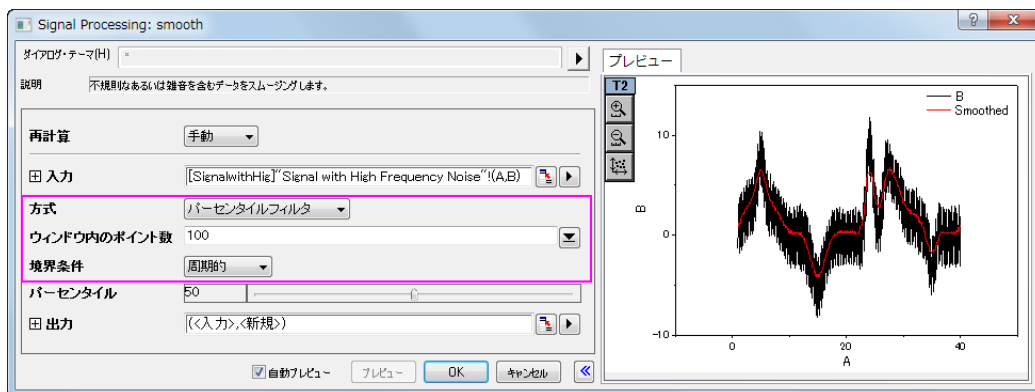 Signal Processing: smooth
ダイアログ・テーマ(H) *
説明 不規則なあるいは雑音を含むデータをスムージングします。
再計算 手動
入力 [SignalwithHig]"Signal with High Frequency Noise"!(A,B)
方式 パーセンタイルフィルタ
ウィンドウ内のポイント数 100
境界条件 周期的
パーセンタイル 50
出力 (<入力>,<新規>)
自動プレビュー プレビュー OK キャンセル
プレビュー
T2
B
Smoothed
10
0
-10
B
0 20 40
A